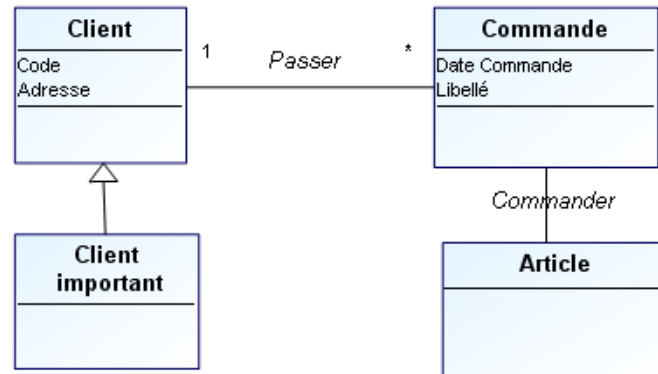 Client
Code
Adresse
1
Passer
*
Commande
Date Commande
Libellé
Commander
Client
important
Article